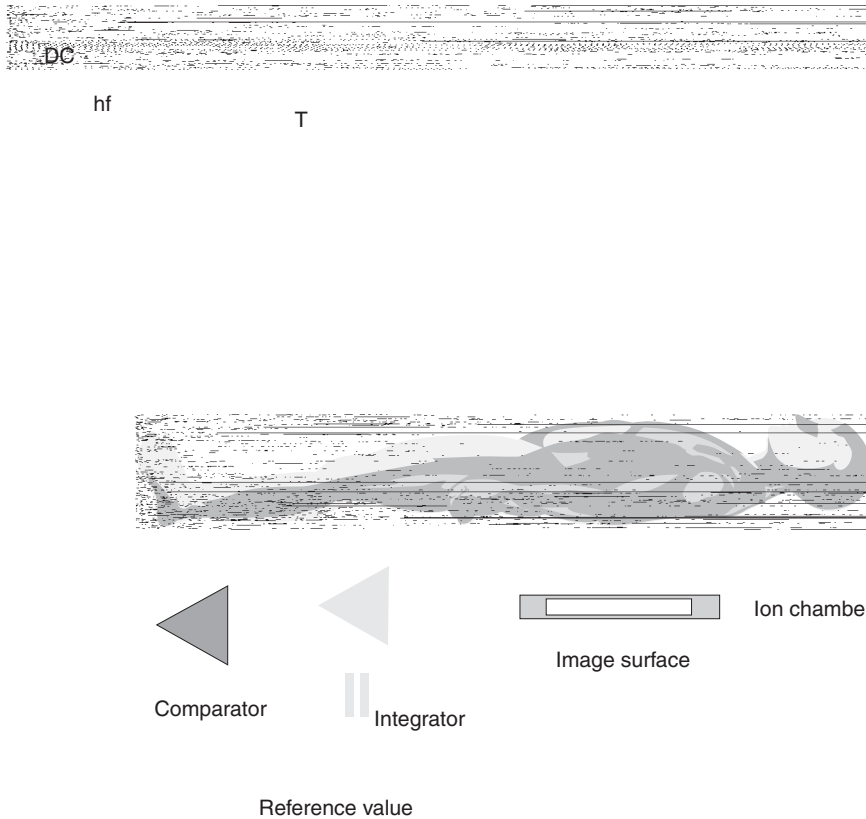 DC
hf
T
Ion chambe
Image surface
Comparator
Integrator
Reference value